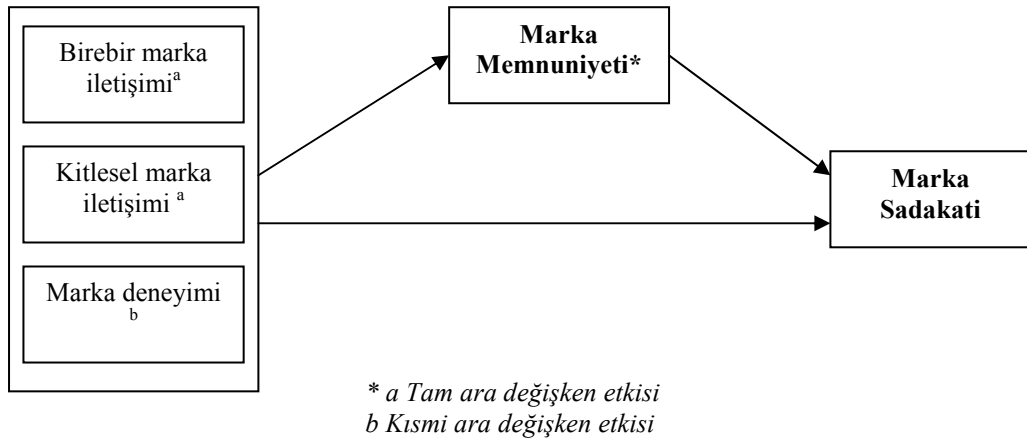 Birebir marka
iletişimi^a
Kitlesel marka
iletişimi ^a
Marka deneyimi
^b
Marka
Memnuniyeti*
Marka
Sadakati
* a Tam ara değişken etkisi
b Kısmi ara değişken etkisi